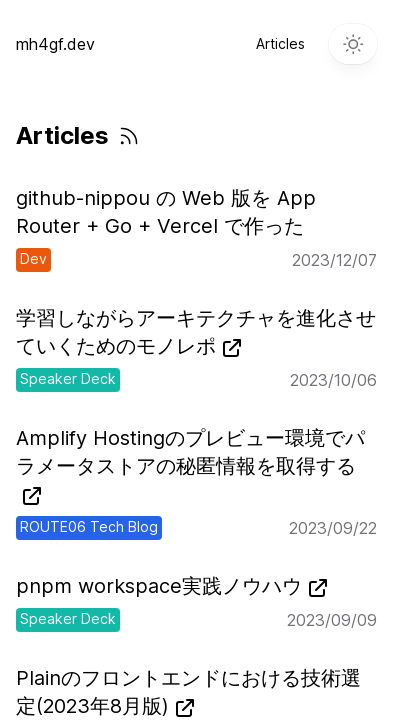 mh4gf.dev
Articles
Articles
github-nippou の Web 版を App
Router + Go + Vercel で作った
Dev
2023/12/07
学習しながらアーキテクチャを進化させ
ていくためのモノレポ
Speaker Deck
2023/10/06
Amplify Hostingのプレビュー環境でパ
ラメータストアの秘匿情報を取得する
ROUTE06 Tech Blog
2023/09/22
pnpm workspace実践ノウハウ
Speaker Deck
2023/09/09
Plainのフロントエンドにおける技術選
定(2023年8月版)